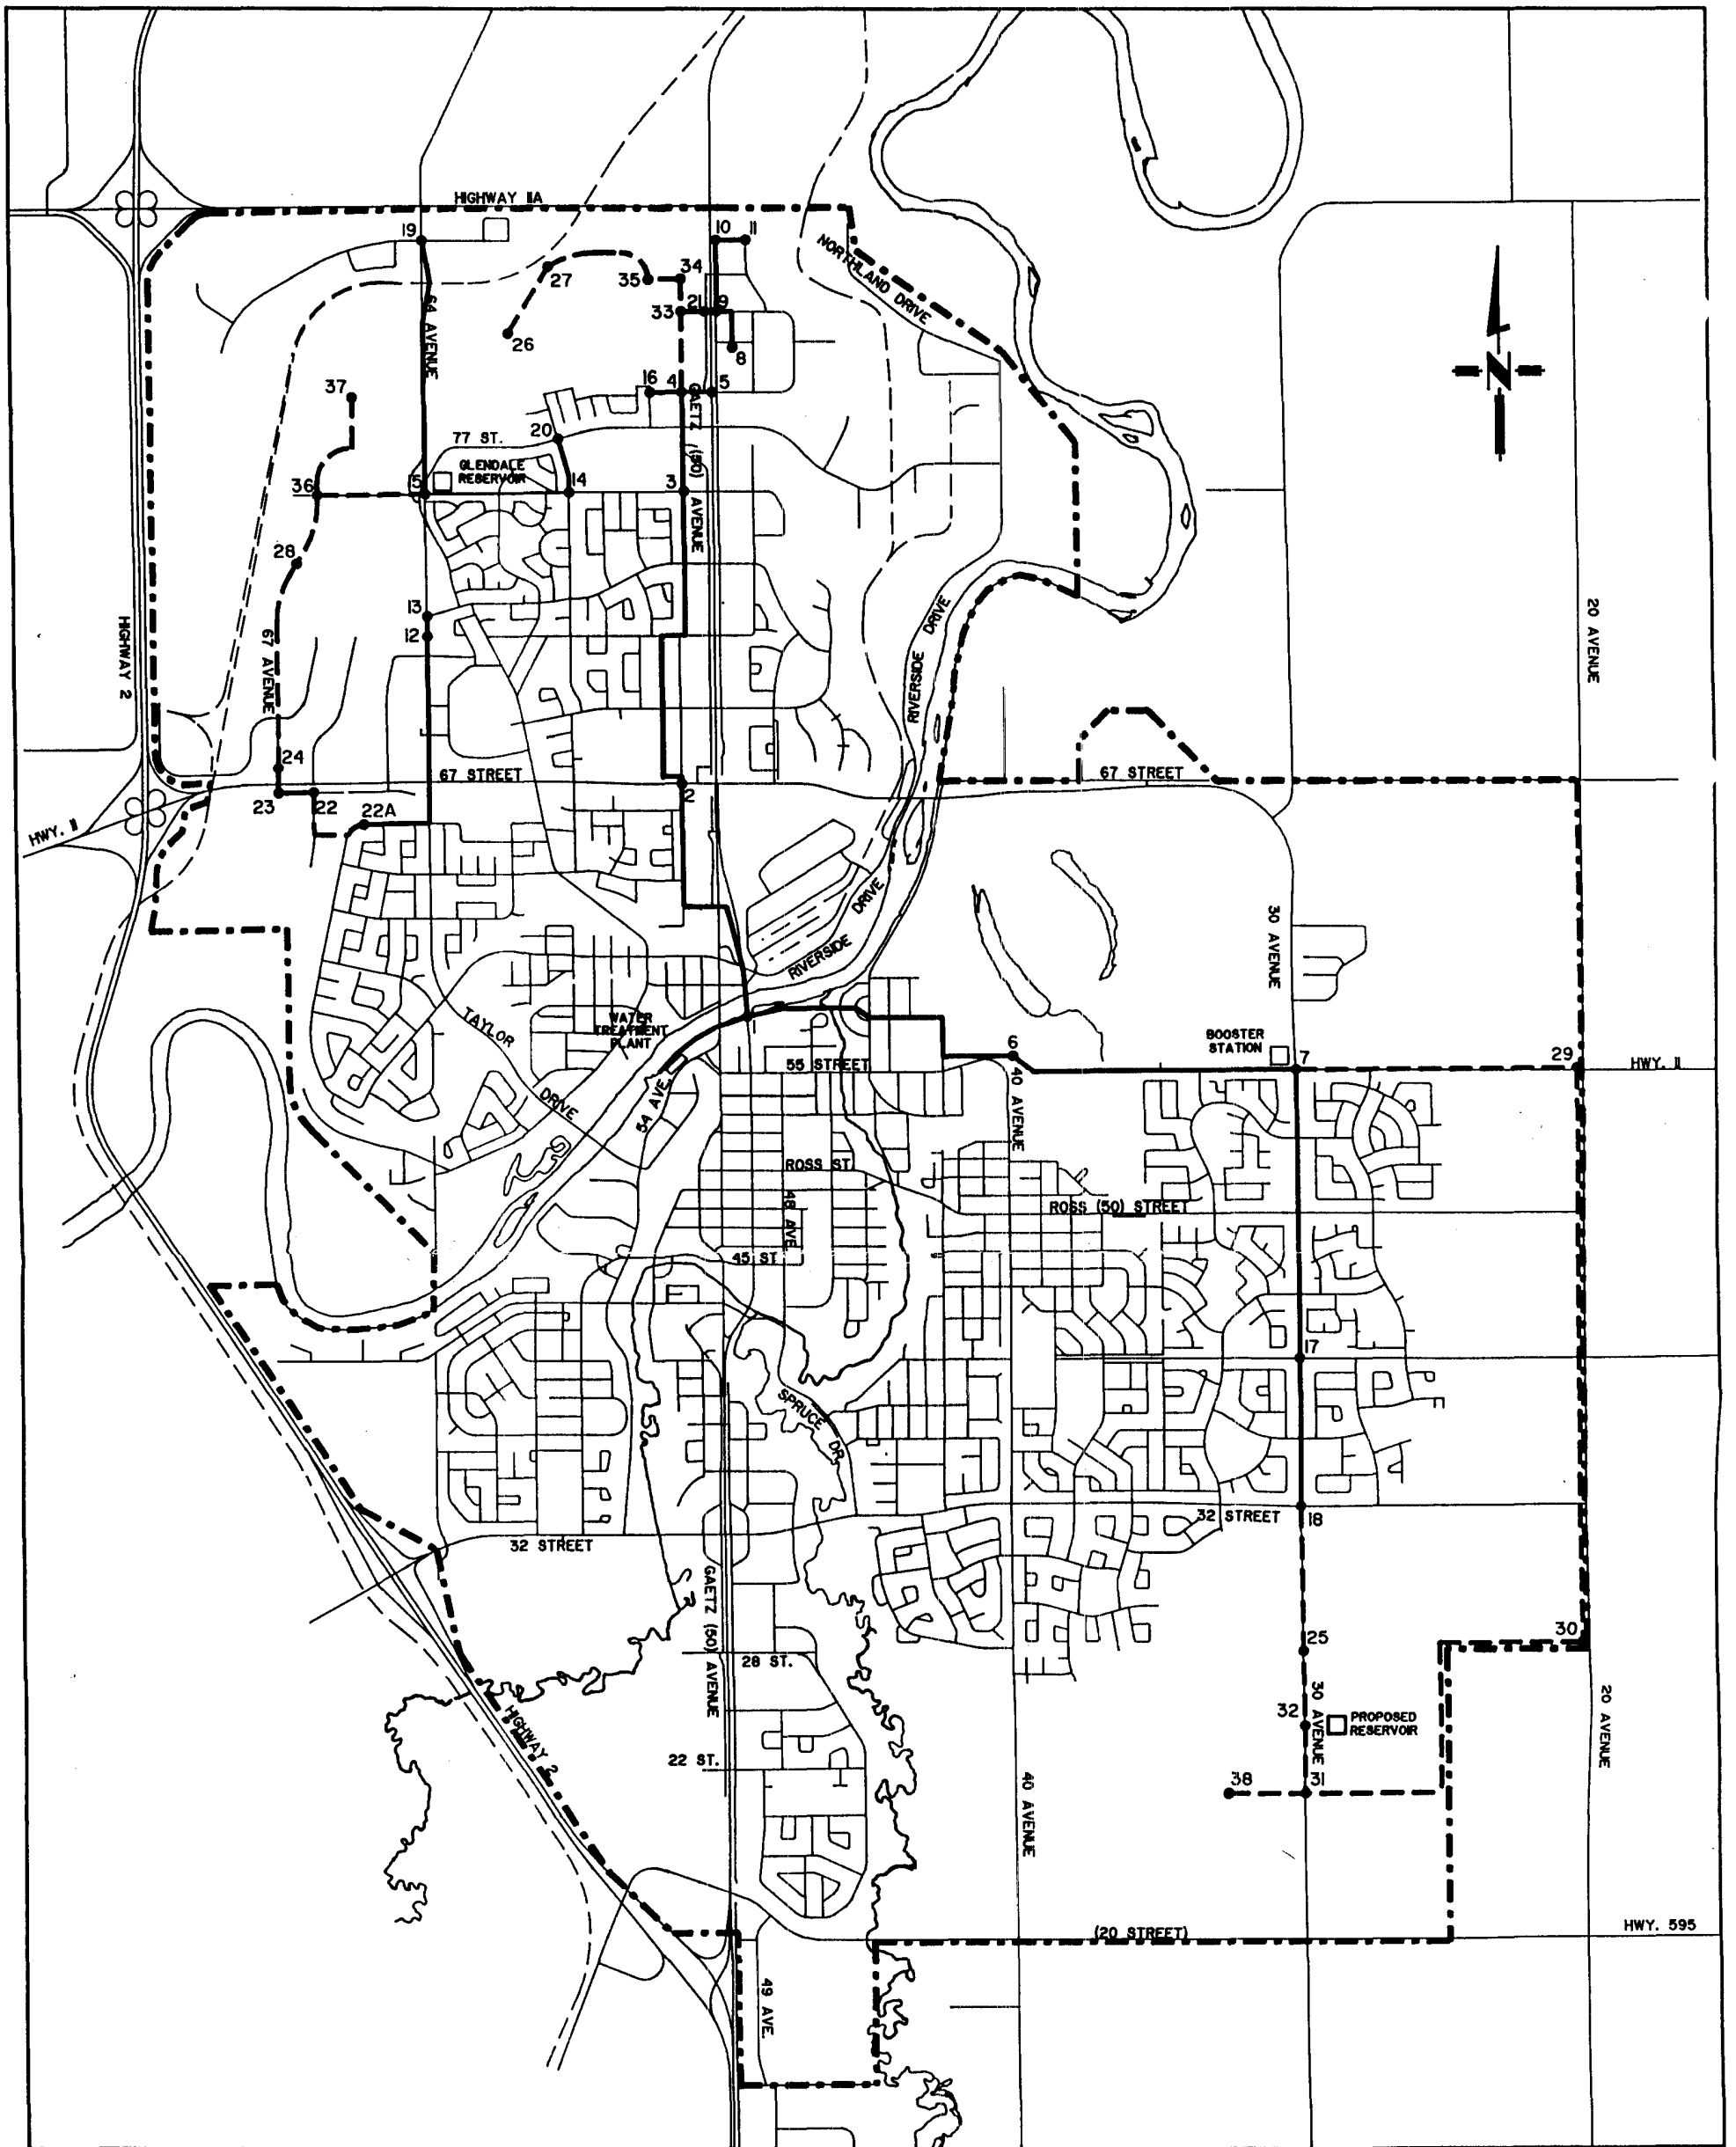 HIGHWAY 11A
19
10
11
NORTHLAND DRIVE
27
35
34
64 AVENUE
33
21
9
26
8
N
37
16
4
5
GAETZ (50) AVENUE
20
77 ST.
GLENDALE
RESERVOIR
36
15
14
3
28
13
12
HIGHWAY 2
67 AVENUE
RIVERSIDE DRIVE
20 AVENUE
24
67 STREET
67 STREET
23
22
2
22A
HWY. 11
RIVERSIDE DRIVE
30 AVENUE
TAYLOR DRIVE
WATER
TREATMENT
PLANT
6
BOOSTER
STATION
7
29
HWY. 11
55 STREET
54 AVE.
40 AVENUE
ROSS ST.
48 AVE.
ROSS (50) STREET
45 ST.
17
SPRUCE DR.
32 STREET
18
32 STREET
GAETZ (50) AVENUE
25
30
28 ST.
HIGHWAY 2
32
30 AVENUE
PROPOSED
RESERVOIR
20 AVENUE
22 ST.
38
31
40 AVENUE
(20 STREET)
HWY. 595
49 AVE.